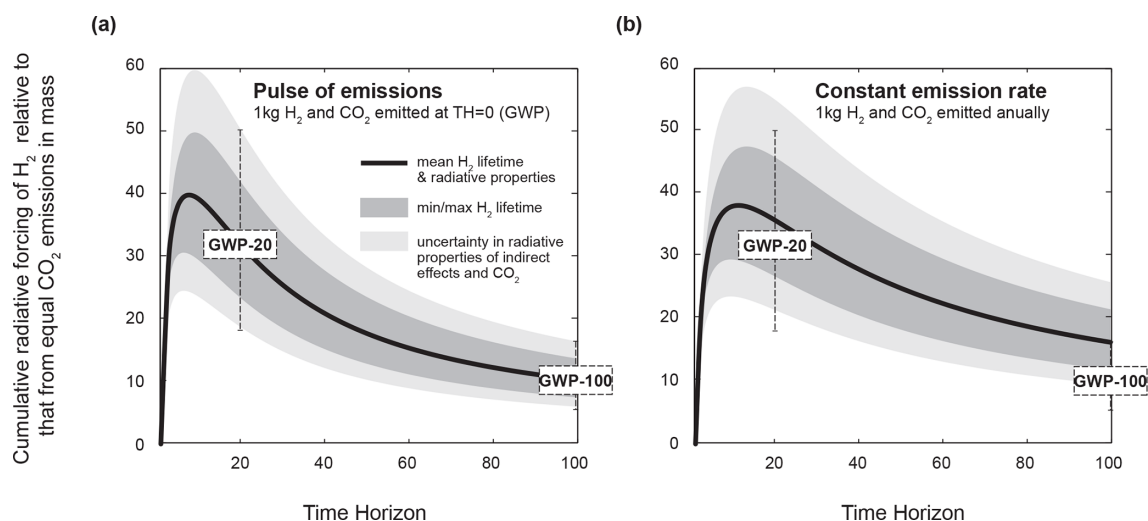 (a)
(b)
Cumulative radiative forcing of H2 relative to
that from equal CO2 emissions in mass
60
50
40
30
20
10
0
Pulse of emissions
1kg H2 and CO2 emitted at TH=0 (GWP)
mean H2 lifetime
& radiative properties
min/max H2 lifetime
uncertainty in radiative
properties of indirect
effects and CO2
GWP-20
GWP-100
20
40
60
80
100
Time Horizon
60
50
40
30
20
10
0
Constant emission rate
1kg H2 and CO2 emitted anually
GWP-20
GWP-100
20
40
60
80
100
Time Horizon